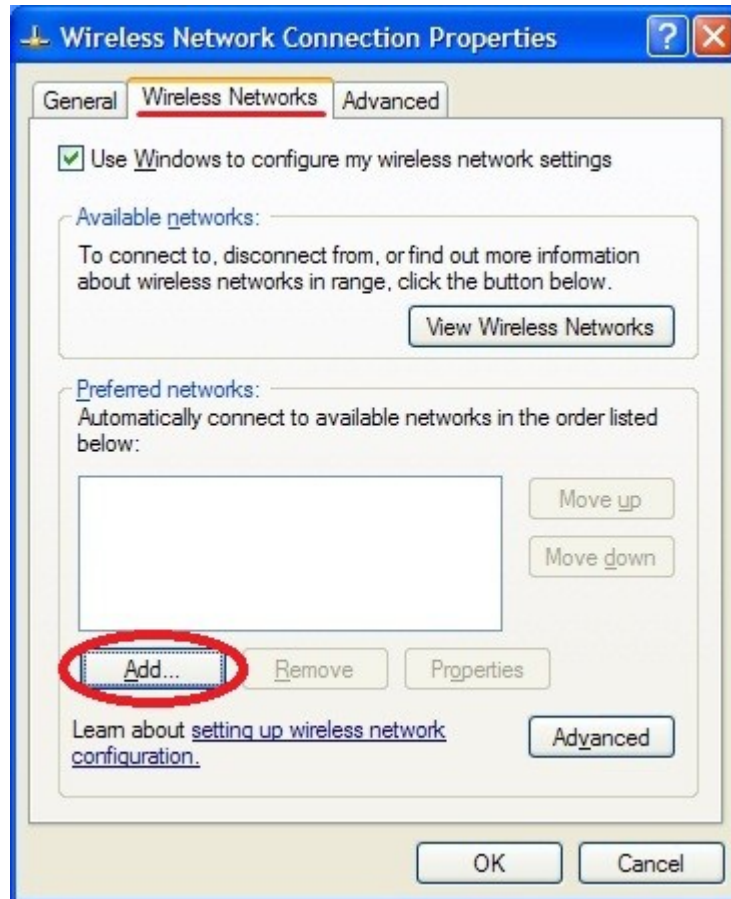 Wireless Network Connection Properties
General Wireless Networks Advanced
Use Windows to configure my wireless network settings
Available networks:
To connect to, disconnect from, or find out more information
about wireless networks in range, click the button below.
View Wireless Networks
Preferred networks:
Automatically connect to available networks in the order listed
below:
Move up
Move down
Add... Remove Properties
Learn about setting up wireless network
configuration.
Advanced
OK Cancel